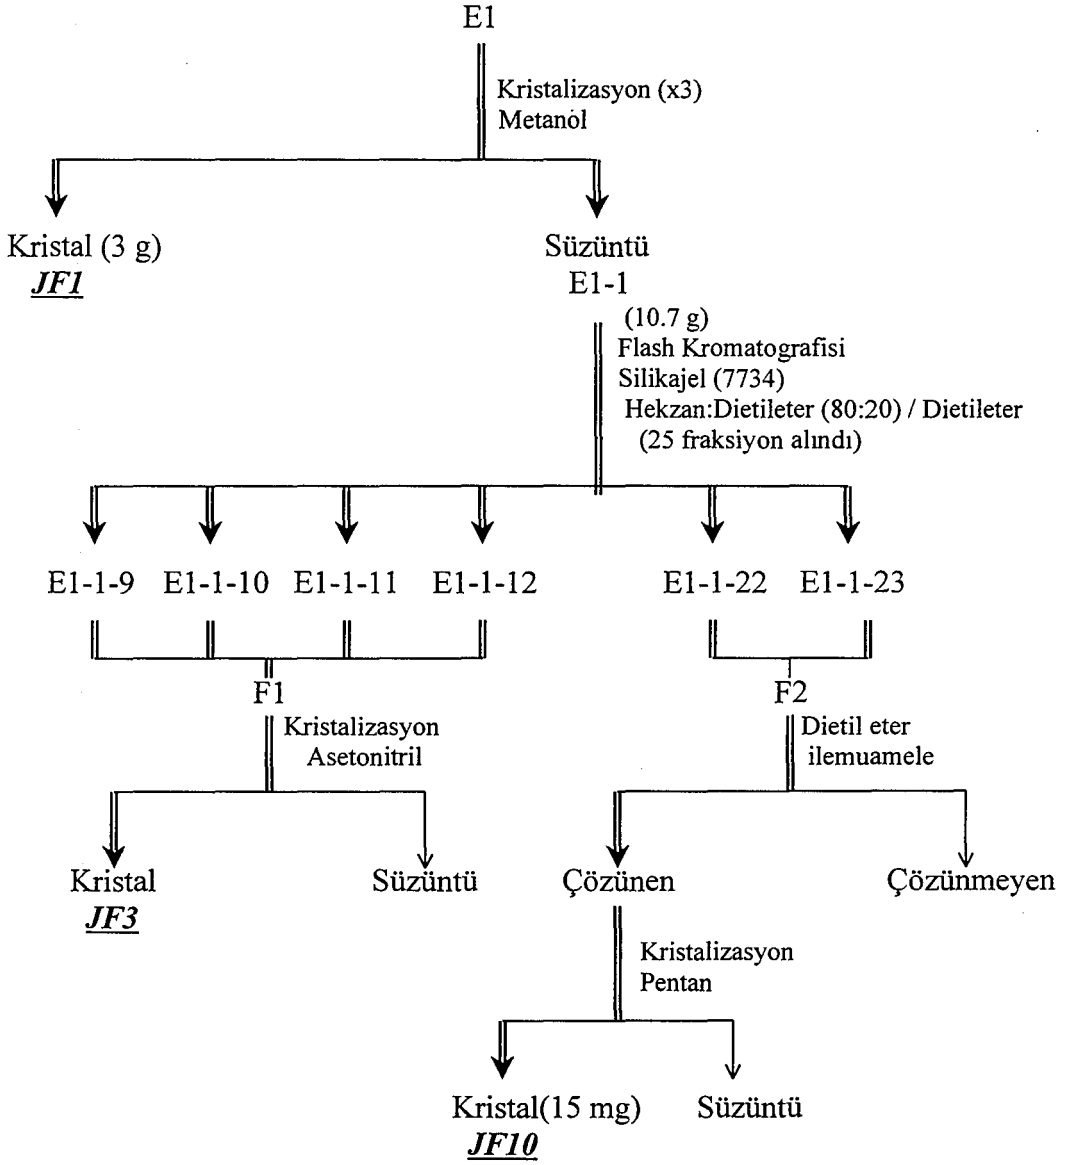 E1
Kristalizasyon (x3)
Metanol
Kristal (3 g)
JF1
Süzüntü
E1-1
(10.7 g)
Flash Kromatografisi
Silikajel (7734)
Hekzan:Dietileter (80:20) / Dietileter
(25 fraksiyon alındı)
E1-1-9
E1-1-10
E1-1-11
E1-1-12
E1-1-22
E1-1-23
F1
F2
Kristalizasyon
Asetonitril
Dietil eter
ilemuamele
Kristal
JF3
Süzüntü
Çözünen
Çözünmeyen
Kristalizasyon
Pentan
Kristal(15 mg)
JF10
Süzüntü